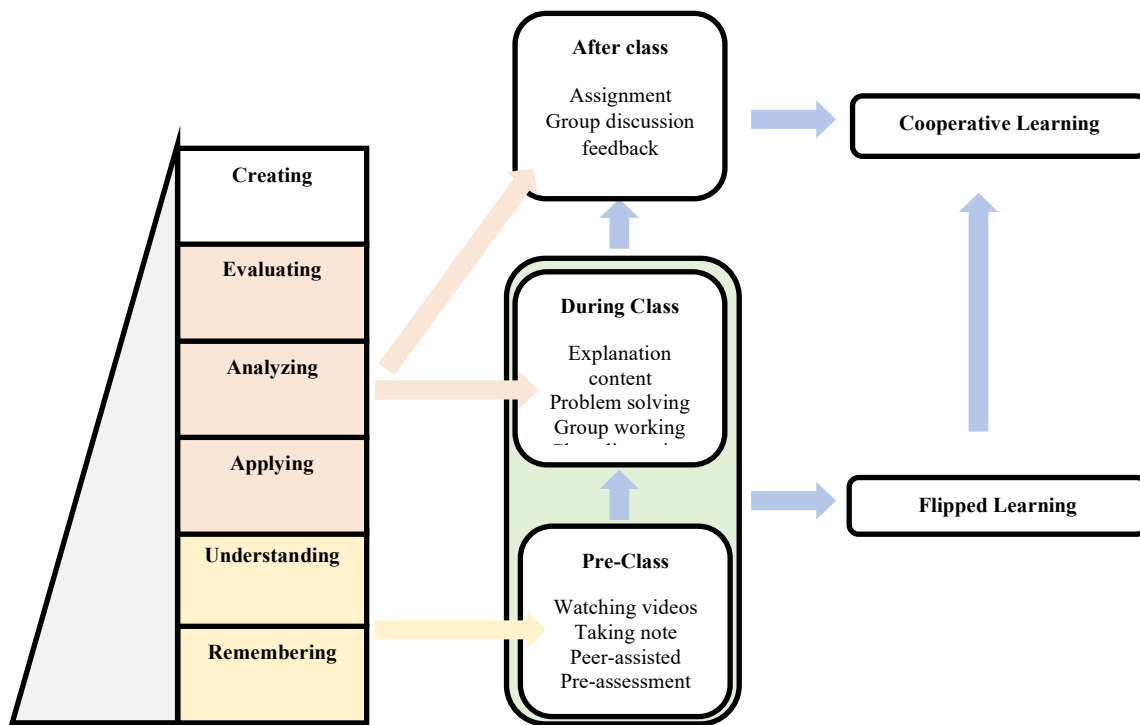 After class
Assignment
Group discussion
feedback
Cooperative Learning
Creating
Evaluating
Analyzing
Applying
Understanding
Remembering
During Class
Explanation
content
Problem solving
Group working
Flipped Learning
Pre-Class
Watching videos
Taking note
Peer-assisted
Pre-assessment